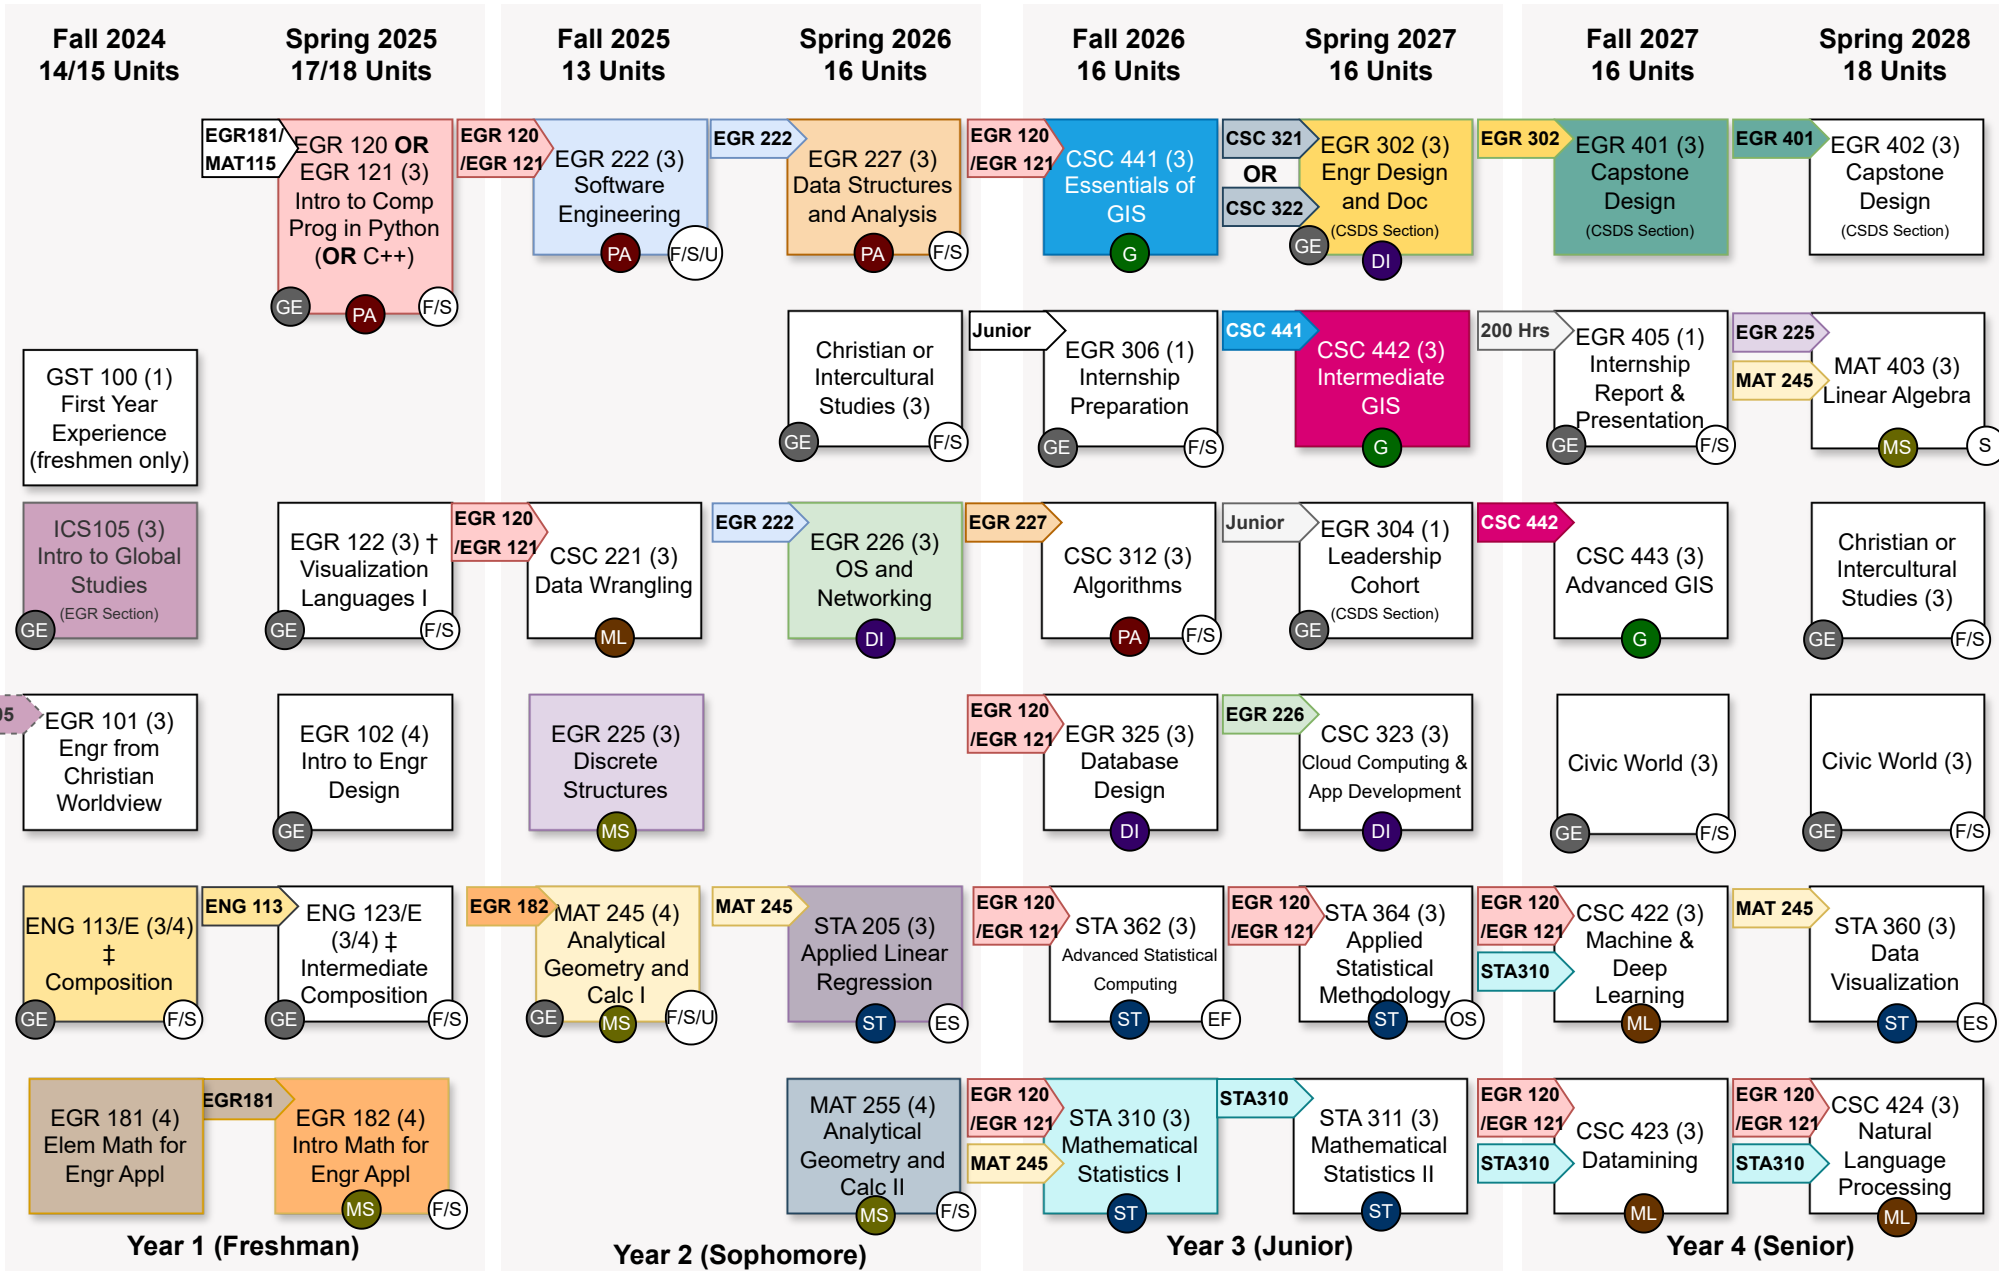 Fall 2024
14/15 Units
Spring 2025
17/18 Units
Fall 2025
13 Units
Spring 2026
16 Units
Fall 2026
16 Units
Spring 2027
16 Units
Fall 2027
16 Units
Spring 2028
18 Units
EGR181/
MAT115
EGR 120 OR
EGR 121 (3)
Intro to Comp
Prog in Python
(OR C++)
GE
PA
F/S
EGR 120
/EGR 121
EGR 222 (3)
Software
Engineering
PA
F/S/U
EGR 222
EGR 227 (3)
Data Structures
and Analysis
PA
F/S
EGR 120
/EGR 121
CSC 441 (3)
Essentials of
GIS
G
CSC 321
OR
CSC 322
EGR 302 (3)
Engr Design
and Doc
(CSDS Section)
GE
DI
EGR 302
EGR 401 (3)
Capstone
Design
(CSDS Section)
EGR 401
EGR 402 (3)
Capstone
Design
(CSDS Section)
GST 100 (1)
First Year
Experience
(freshmen only)
Christian or
Intercultural
Studies (3)
GE
F/S
Junior
EGR 306 (1)
Internship
Preparation
GE
F/S
CSC 441
CSC 442 (3)
Intermediate
GIS
G
200 Hrs
EGR 405 (1)
Internship
Report &
Presentation
GE
F/S
EGR 225
MAT 245
MAT 403 (3)
Linear Algebra
MS
S
ICS105 (3)
Intro to Global
Studies
(EGR Section)
GE
EGR 122 (3) †
Visualization
Languages I
GE
F/S
EGR 120
/EGR 121
CSC 221 (3)
Data Wrangling
ML
EGR 222
EGR 226 (3)
OS and
Networking
DI
EGR 227
CSC 312 (3)
Algorithms
PA
F/S
Junior
EGR 304 (1)
Leadership
Cohort
(CSDS Section)
GE
CSC 442
CSC 443 (3)
Advanced GIS
G
Christian or
Intercultural
Studies (3)
GE
F/S
EGR 101 (3)
Engr from
Christian
Worldview
EGR 102 (4)
Intro to Engr
Design
GE
EGR 225 (3)
Discrete
Structures
MS
EGR 120
/EGR 121
EGR 325 (3)
Database
Design
DI
EGR 226
CSC 323 (3)
Cloud Computing &
App Development
DI
Civic World (3)
GE
F/S
Civic World (3)
GE
F/S
ENG 113/E (3/4)
‡
Composition
GE
F/S
ENG 113
ENG 123/E
(3/4) ‡
Intermediate
Composition
GE
F/S
EGR 182
MAT 245 (4)
Analytical
Geometry and
Calc I
GE
MS
F/S/U
MAT 245
STA 205 (3)
Applied Linear
Regression
ST
ES
EGR 120
/EGR 121
STA 362 (3)
Advanced Statistical
Computing
ST
EF
EGR 120
/EGR 121
STA 364 (3)
Applied
Statistical
Methodology
ST
OS
EGR 120
/EGR 121
STA310
CSC 422 (3)
Machine &
Deep
Learning
ML
MAT 245
STA 360 (3)
Data
Visualization
ST
ES
EGR 181 (4)
Elem Math for
Engr Appl
EGR181
EGR 182 (4)
Intro Math for
Engr Appl
MS
F/S
MAT 255 (4)
Analytical
Geometry and
Calc II
MS
F/S
EGR 120
/EGR 121
MAT 245
STA 310 (3)
Mathematical
Statistics I
ST
STA310
STA 311 (3)
Mathematical
Statistics II
ST
EGR 120
/EGR 121
STA310
CSC 423 (3)
Datamining
ML
EGR 120
/EGR 121
STA310
CSC 424 (3)
Natural
Language
Processing
ML
Year 1 (Freshman)
Year 2 (Sophomore)
Year 3 (Junior)
Year 4 (Senior)